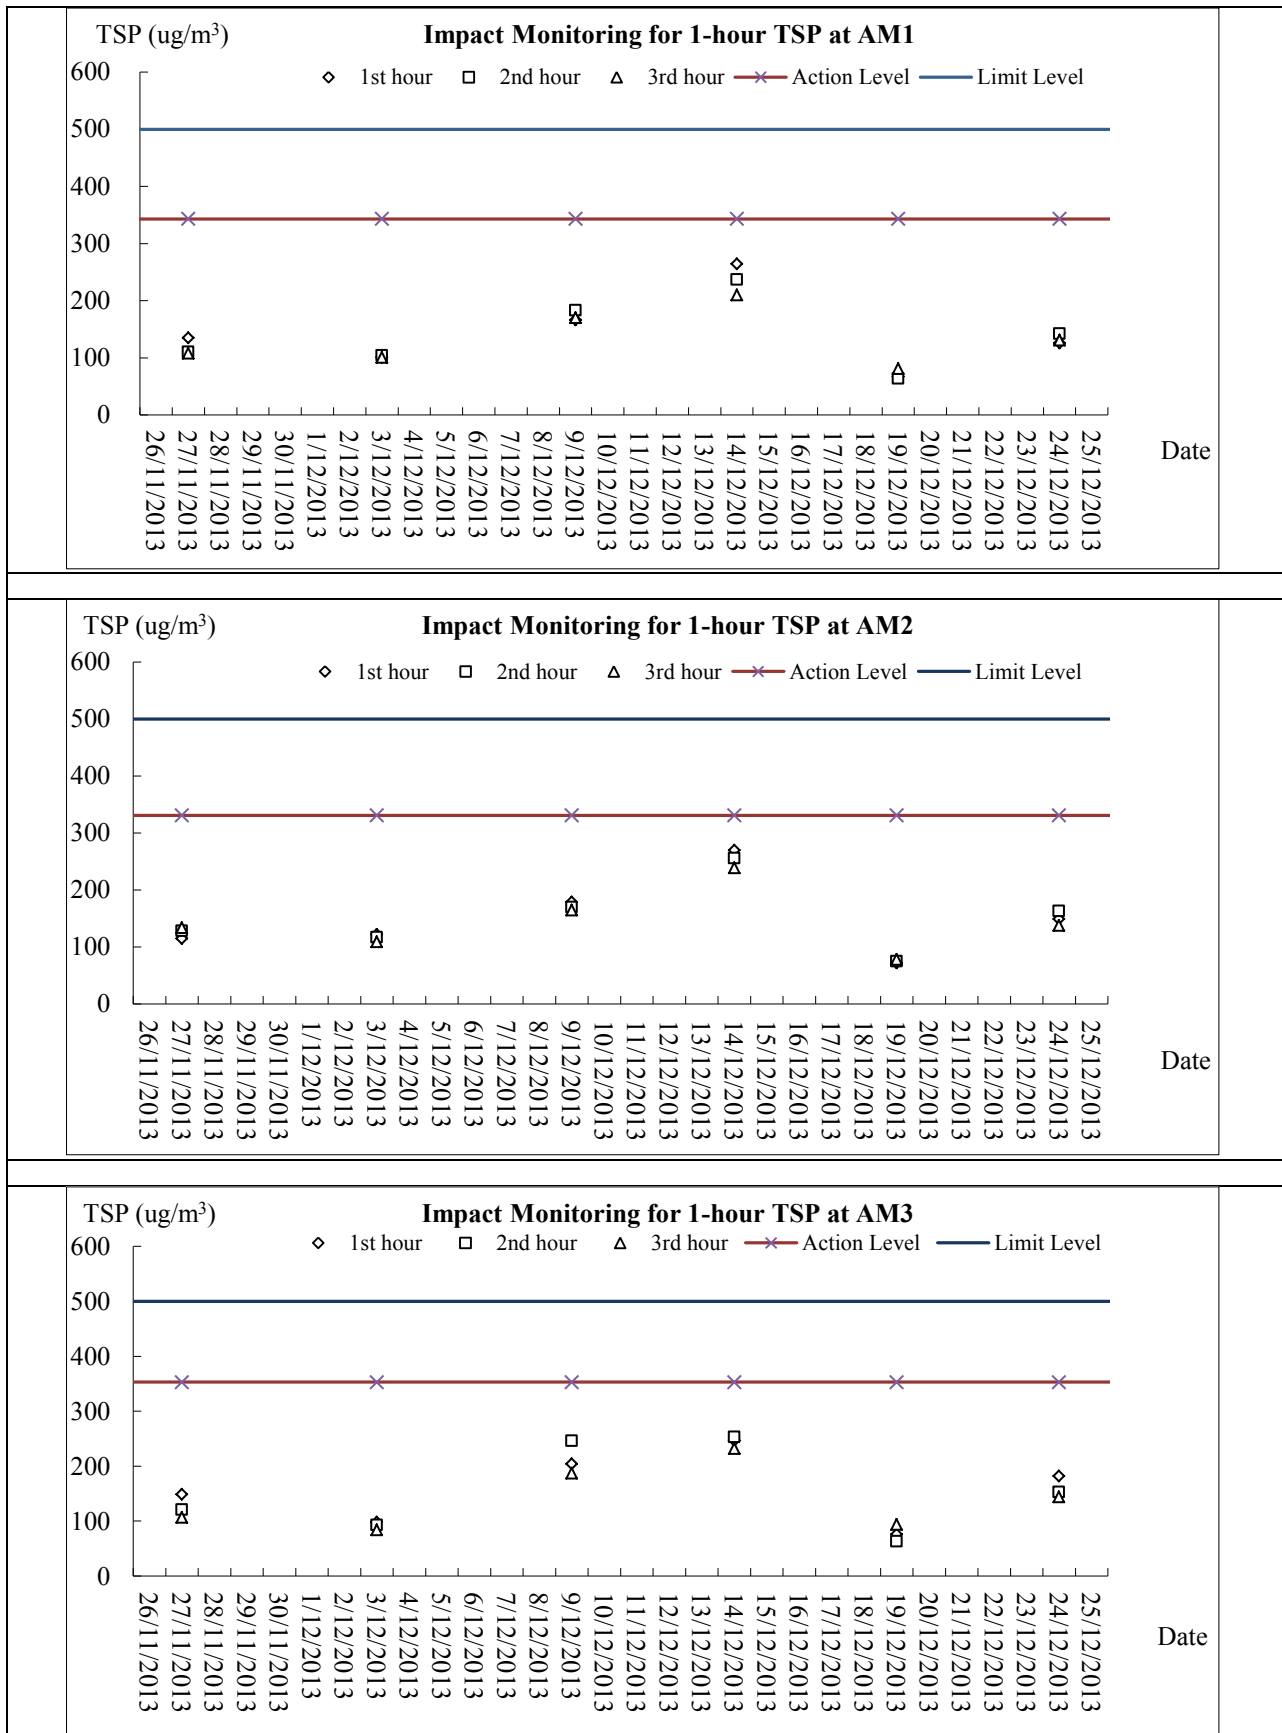 TSP (ug/m³) Impact Monitoring for 1-hour TSP at AM1
1st hour 2nd hour 3rd hour Action Level Limit Level
600
500
400
300
200
100
0
26/11/2013 27/11/2013 28/11/2013 29/11/2013 30/11/2013 1/12/2013 2/12/2013 3/12/2013 4/12/2013 5/12/2013 6/12/2013 7/12/2013 8/12/2013 9/12/2013 10/12/2013 11/12/2013 12/12/2013 13/12/2013 14/12/2013 15/12/2013 16/12/2013 17/12/2013 18/12/2013 19/12/2013 20/12/2013 21/12/2013 22/12/2013 23/12/2013 24/12/2013 25/12/2013
Date
TSP (ug/m³) Impact Monitoring for 1-hour TSP at AM2
1st hour 2nd hour 3rd hour Action Level Limit Level
600
500
400
300
200
100
0
26/11/2013 27/11/2013 28/11/2013 29/11/2013 30/11/2013 1/12/2013 2/12/2013 3/12/2013 4/12/2013 5/12/2013 6/12/2013 7/12/2013 8/12/2013 9/12/2013 10/12/2013 11/12/2013 12/12/2013 13/12/2013 14/12/2013 15/12/2013 16/12/2013 17/12/2013 18/12/2013 19/12/2013 20/12/2013 21/12/2013 22/12/2013 23/12/2013 24/12/2013 25/12/2013
Date
TSP (ug/m³) Impact Monitoring for 1-hour TSP at AM3
1st hour 2nd hour 3rd hour Action Level Limit Level
600
500
400
300
200
100
0
26/11/2013 27/11/2013 28/11/2013 29/11/2013 30/11/2013 1/12/2013 2/12/2013 3/12/2013 4/12/2013 5/12/2013 6/12/2013 7/12/2013 8/12/2013 9/12/2013 10/12/2013 11/12/2013 12/12/2013 13/12/2013 14/12/2013 15/12/2013 16/12/2013 17/12/2013 18/12/2013 19/12/2013 20/12/2013 21/12/2013 22/12/2013 23/12/2013 24/12/2013 25/12/2013
Date